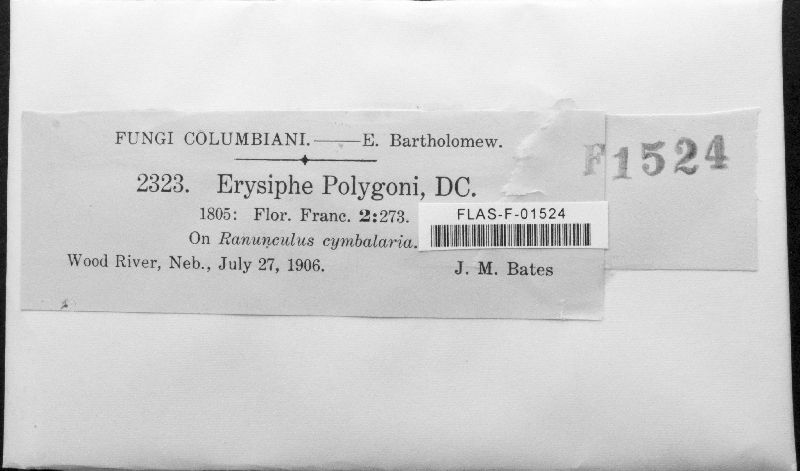 FUNGI COLUMBIANI.——E. Bartholomew.
F1524
2323. Erysiphe Polygoni, DC.
1805: Flor. Franc. 2:273.
FLAS-F-01524
On Ranunculus cymbalaria.
Wood River, Neb., July 27, 1906. J. M. Bates